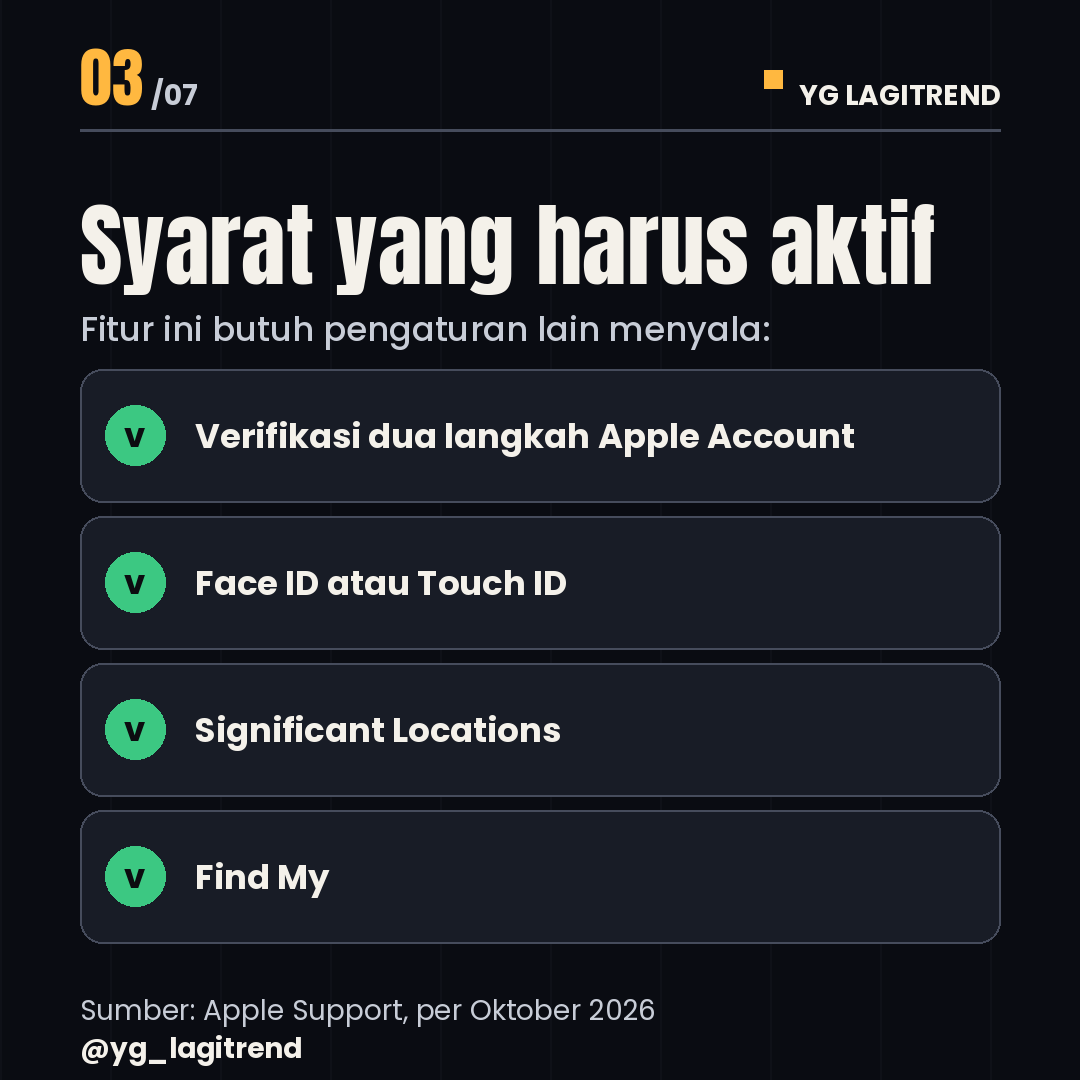 03 /07
YG LAGITREND
Syarat yang harus aktif
Fitur ini butuh pengaturan lain menyala:
v Verifikasi dua langkah Apple Account
v Face ID atau Touch ID
v Significant Locations
v Find My
Sumber: Apple Support, per Oktober 2026
@yg_lagitrend